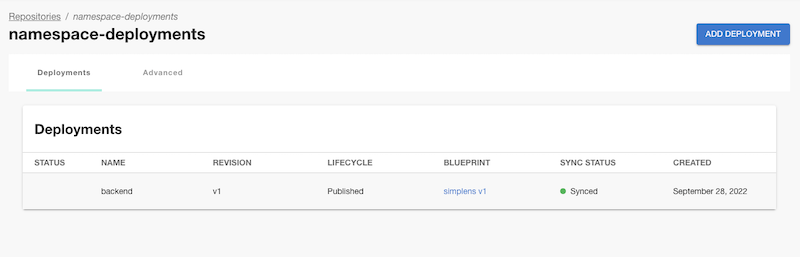 Repositories / namespace-deployments
namespace-deployments
ADD DEPLOYMENT
Deployments Advanced
Deployments
STATUS NAME REVISION LIFECYCLE BLUEPRINT SYNC STATUS CREATED
backend v1 Published simplens v1 Synced September 28, 2022